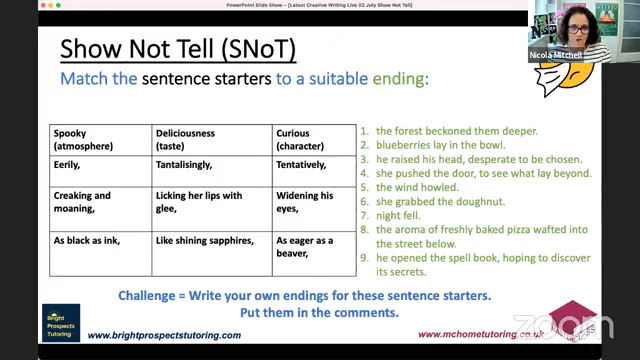 PowerPoint Slide Show - [Latest Creative Writing Live 02 July Show Not Tell]
Nicola Mitchell
Show Not Tell (SNoT)
Match the sentence starters to a suitable ending:
Spooky (atmosphere)
Deliciousness (taste)
Curious (character)
Eerily,
Tantalisingly,
Tentatively,
Creaking and moaning,
Licking her lips with glee,
Widening his eyes,
As black as ink,
Like shining sapphires,
As eager as a beaver,
1. the forest beckoned them deeper.
2. blueberries lay in the bowl.
3. he raised his head, desperate to be chosen.
4. she pushed the door, to see what lay beyond.
5. the wind howled.
6. she grabbed the doughnut.
7. night fell.
8. the aroma of freshly baked pizza wafted into
the street below.
9. he opened the spell book, hoping to discover
its secrets.
Challenge = Write your own endings for these sentence starters.
Put them in the comments.
Bright
Prospects
Tutoring
www.brightprospectstutoring.com
www.mchometutoring.co.uk
zoom